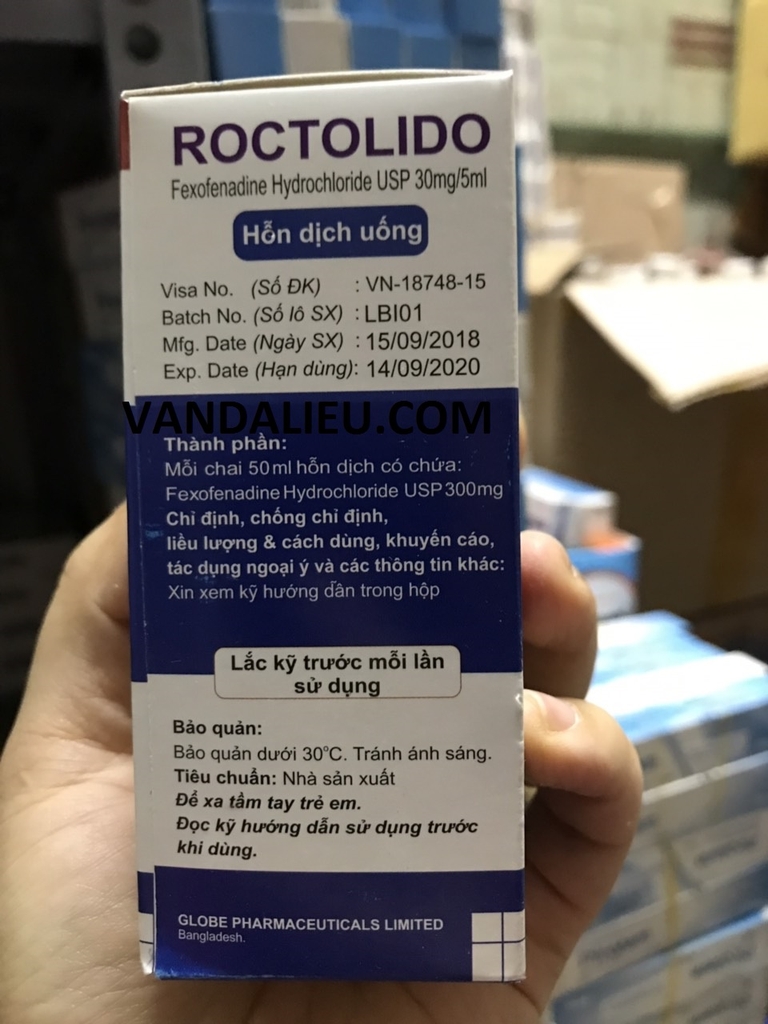 ROCTOLIDO
Fexofenadine Hydrochloride USP 30mg/5ml
Hỗn dịch uống
Visa No. (Số ĐK) : VN-18748-15
Batch No. (Số lô SX) : LBI01
Mfg. Date (Ngày SX) : 15/09/2018
Exp. Date (Hạn dùng): 14/09/2020
VANDALIEU.COM
Thành phần:
Mỗi chai 50ml hỗn dịch có chứa:
Fexofenadine Hydrochloride USP 300mg
Chỉ định, chống chỉ định,
liều lượng & cách dùng, khuyến cáo,
tác dụng ngoại ý và các thông tin khác:
Xin xem kỹ hướng dẫn trong hộp
Lắc kỹ trước mỗi lần
sử dụng
Bảo quản:
Bảo quản dưới 30°C. Tránh ánh sáng.
Tiêu chuẩn: Nhà sản xuất
Để xa tầm tay trẻ em.
Đọc kỹ hướng dẫn sử dụng trước
khi dùng.
GLOBE PHARMACEUTICALS LIMITED
Bangladesh.